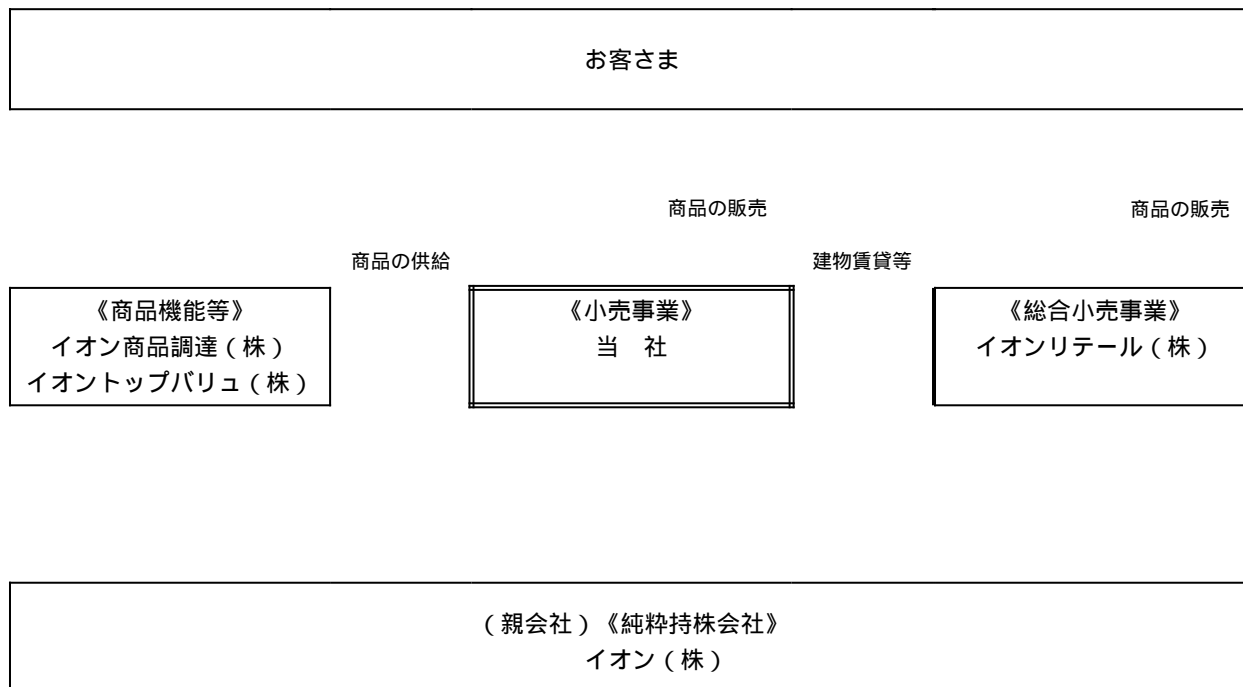 お客さま
商品の販売 商品の販売
商品の供給 建物賃貸等
《商品機能等》
イオン商品調達(株)
イオントップバリュ(株)
《小売事業》
当 社
《総合小売事業》
イオンリテール(株)
(親会社)《純粋持株会社》
イオン(株)